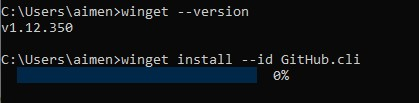 C:\Users\aimen>winget --version
v1.12.350
C:\Users\aimen>winget install --id GitHub.cli
0%